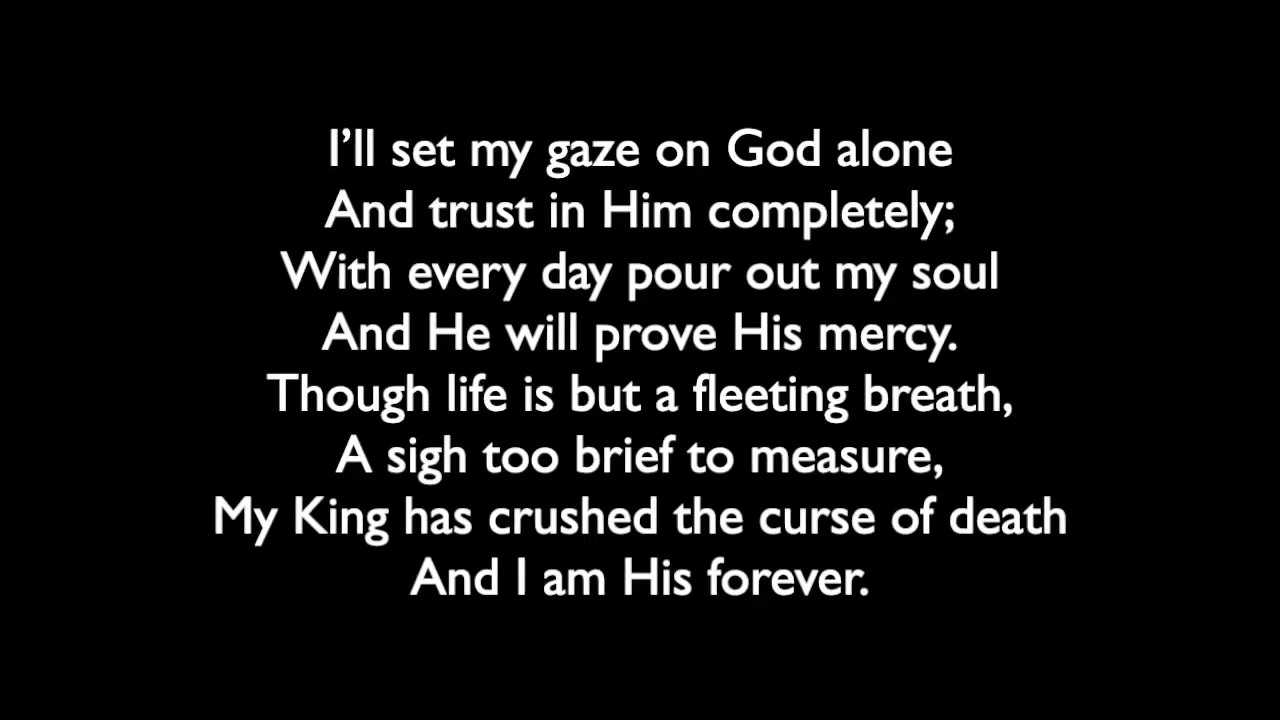 I’ll set my gaze on God alone
And trust in Him completely;
With every day pour out my soul
And He will prove His mercy.
Though life is but a fleeting breath,
A sigh too brief to measure,
My King has crushed the curse of death
And I am His forever.